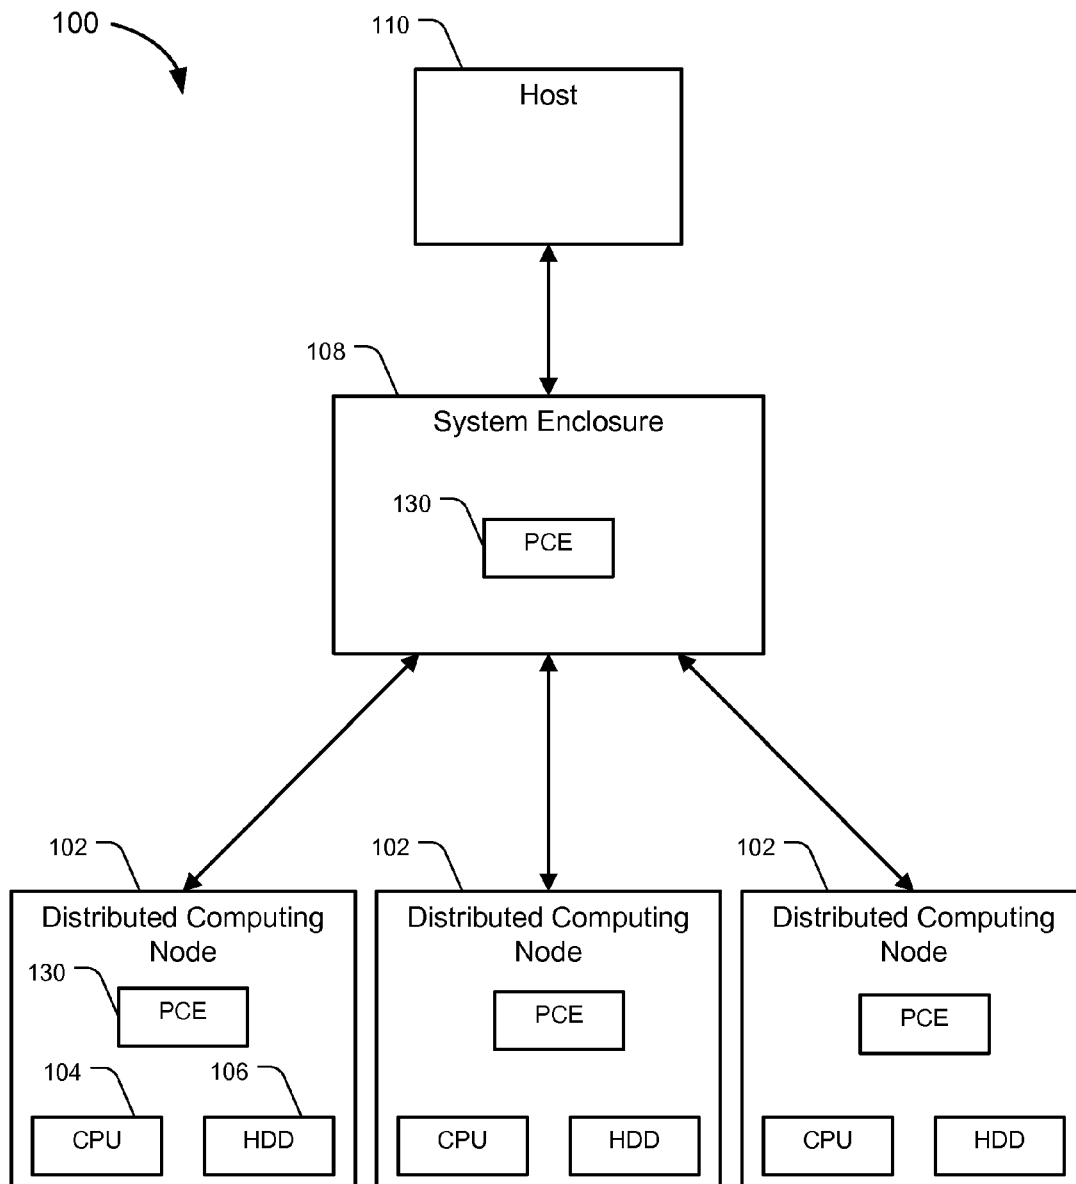 100
110
Host
108
System Enclosure
130
PCE
102
102
102
Distributed Computing
Node
130
PCE
104
106
CPU
HDD
Distributed Computing
Node
PCE
CPU
HDD
Distributed Computing
Node
PCE
CPU
HDD